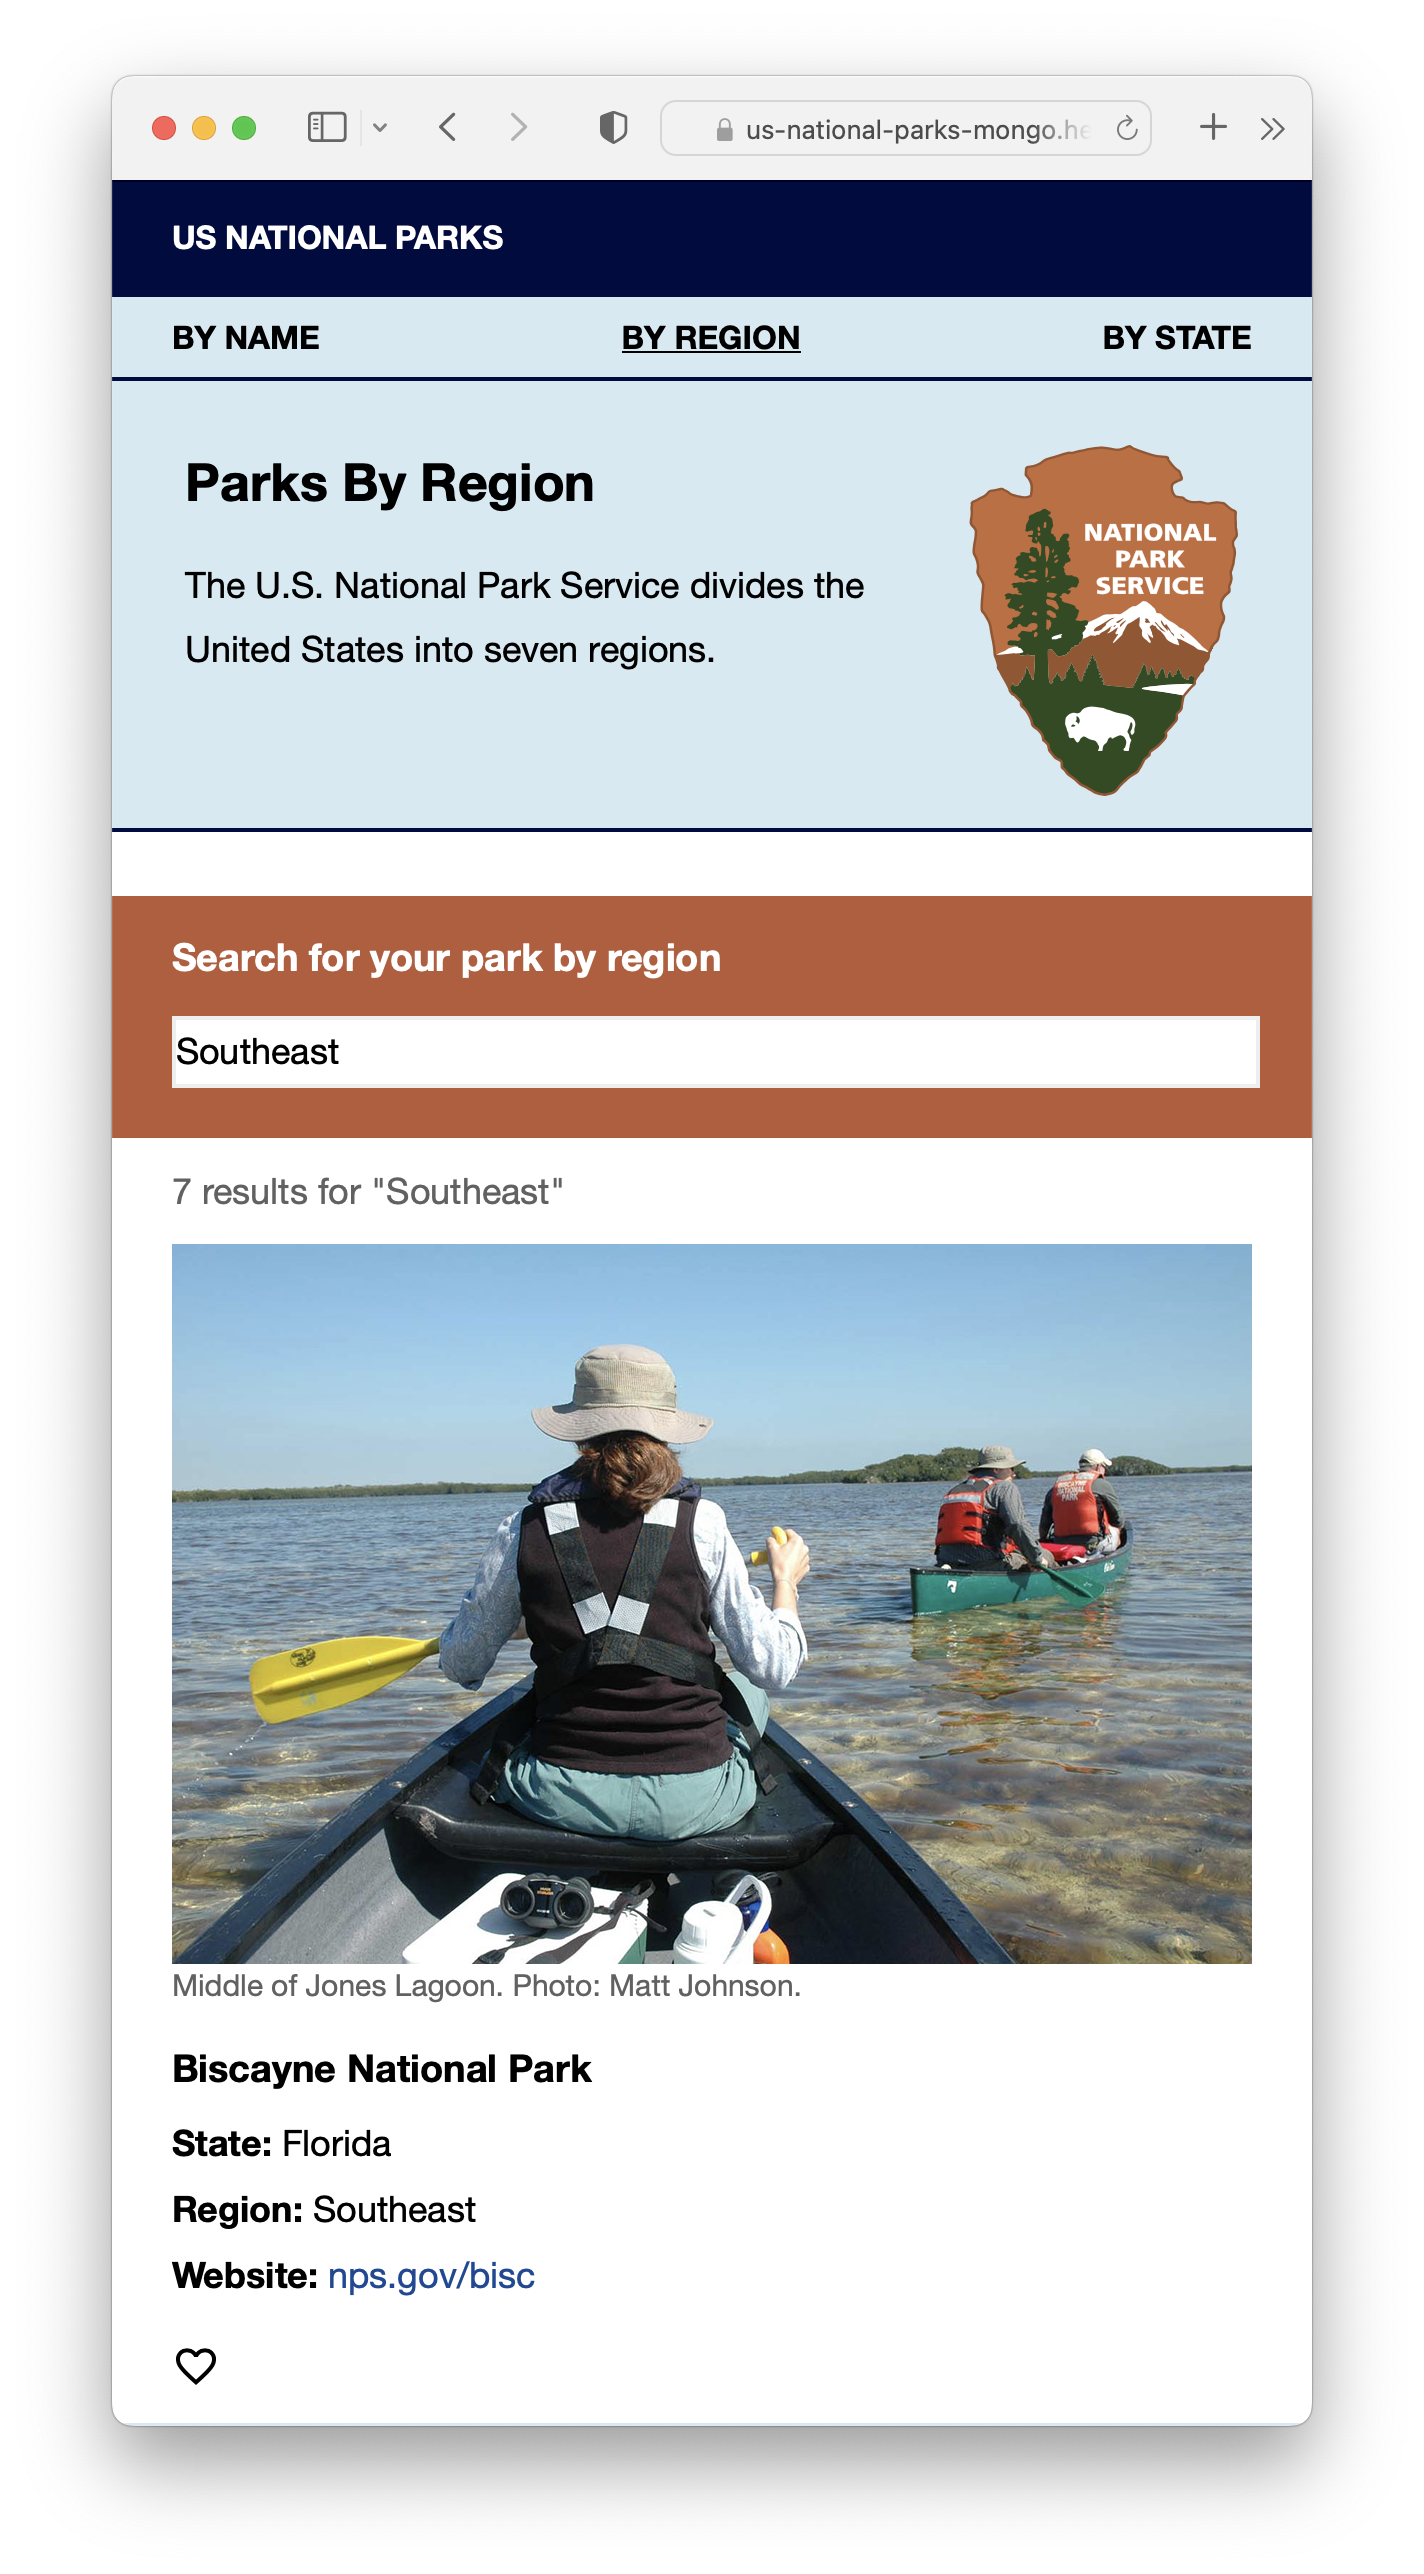 us-national-parks-mongo.he
US NATIONAL PARKS
BY NAME
BY REGION
BY STATE
Parks By Region
The U.S. National Park Service divides the
United States into seven regions.
NATIONAL
PARK
SERVICE
Search for your park by region
Southeast
7 results for "Southeast"
BISCAYNE
NATIONAL
PARK
Middle of Jones Lagoon. Photo: Matt Johnson.
Biscayne National Park
State: Florida
Region: Southeast
Website: nps.gov/bisc